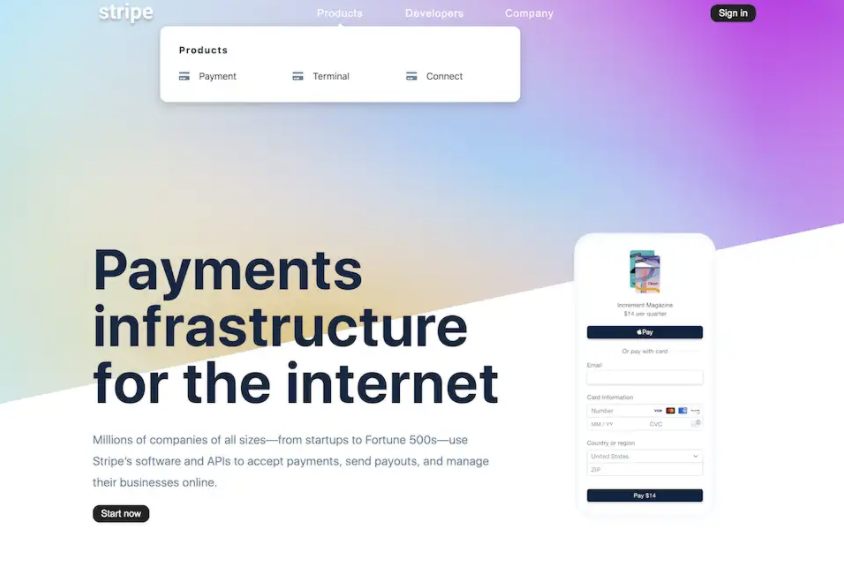 stripe
Products Developers Company
Sign in
Products
Payment Terminal Connect
Payments
infrastructure
for the internet
Millions of companies of all sizes—from startups to Fortune 500s—use
Stripe's software and APIs to accept payments, send payouts, and manage
their businesses online.
Start now
Increment Magazine
$14 per quarter
Pay
Or pay with card
Email
Card Information
Number VISA
MM / YY CVC
Country or region
United States
ZIP
Pay $14